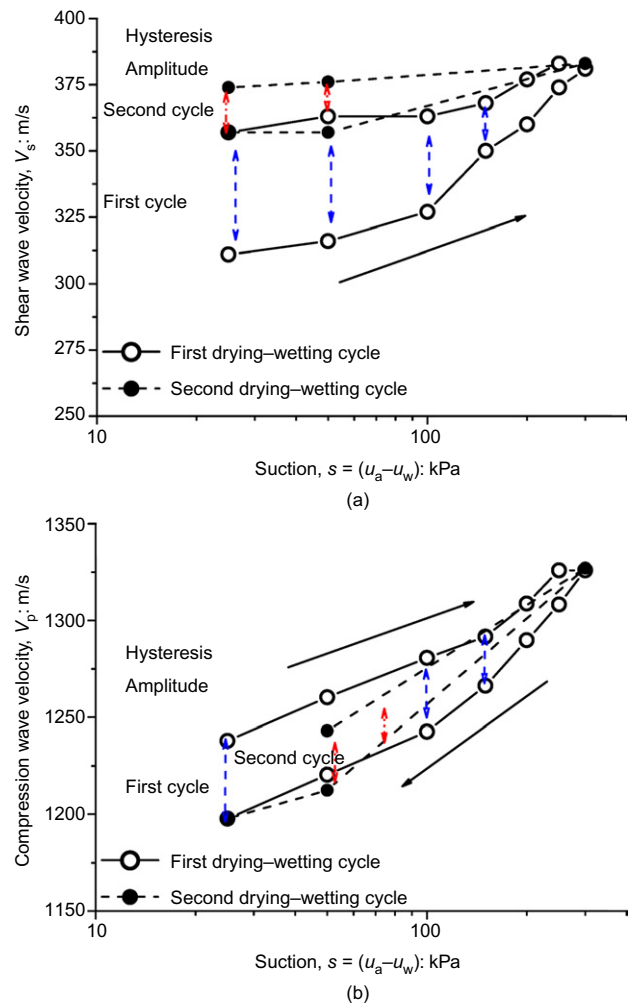 400
375
350
325
300
275
250
Shear wave velocity, Vs: m/s
Hysteresis
Amplitude
Second cycle
First cycle
First drying–wetting cycle
Second drying–wetting cycle
10
100
Suction, s = (ua–uw): kPa
(a)
1350
1300
1250
1200
1150
Compression wave velocity, Vp: m/s
Hysteresis
Amplitude
Second cycle
First cycle
First drying–wetting cycle
Second drying–wetting cycle
10
100
Suction, s = (ua–uw): kPa
(b)